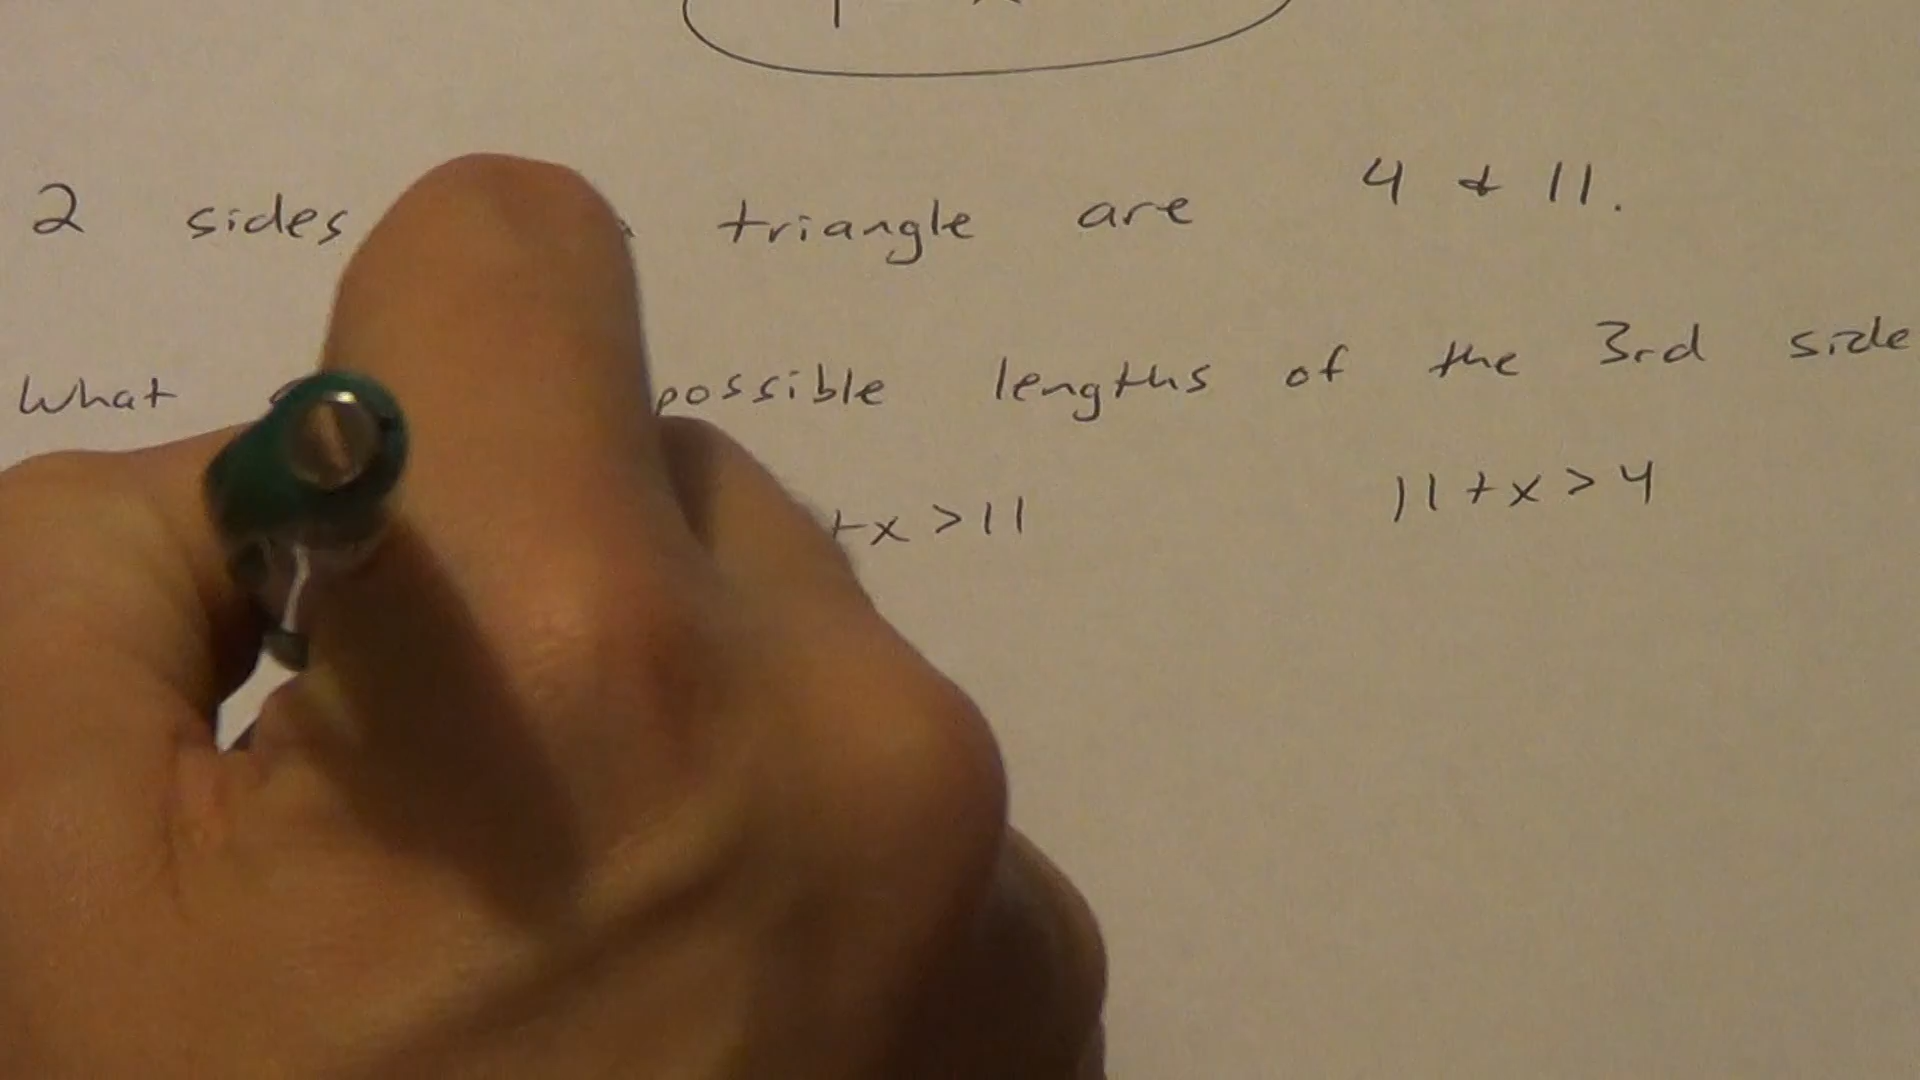 2 sides triangle are 4 & 11.
What possible lengths of the 3rd side
+x >11 11+x > 4